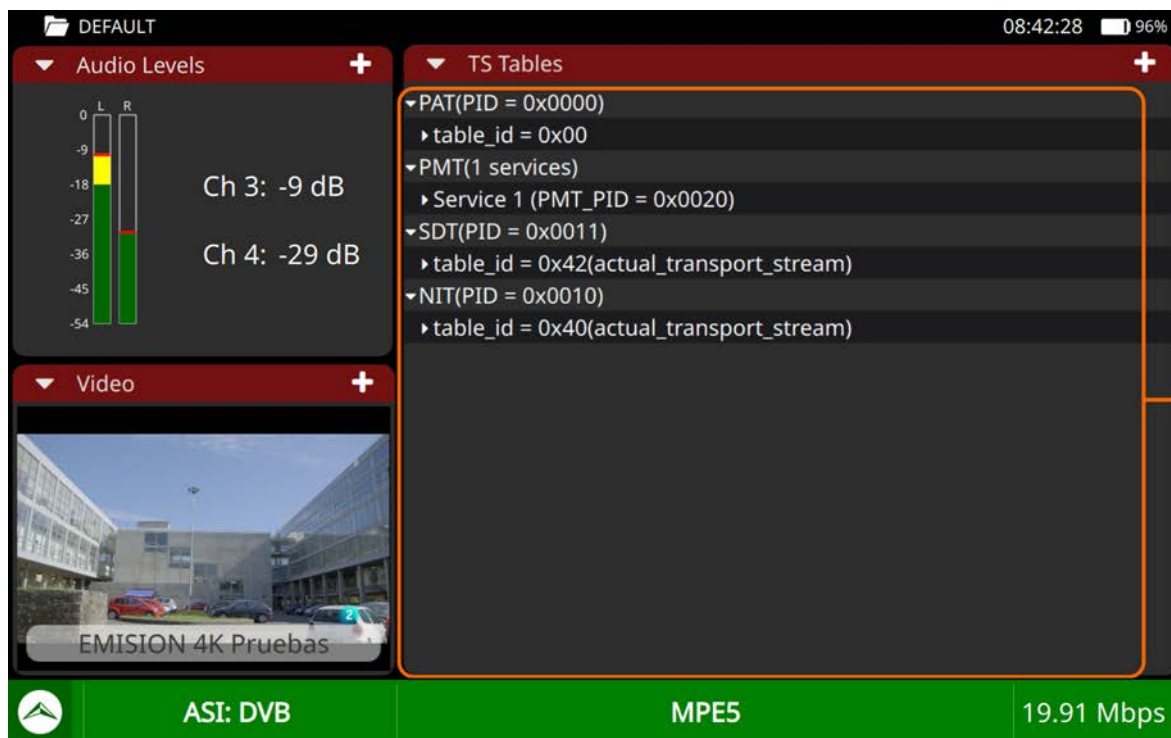 DEFAULT
08:42:28 96%
Audio Levels
L R
0
-9
-18
-27
-36
-45
-54
Ch 3: -9 dB
Ch 4: -29 dB
Video
2
EMISION 4K Pruebas
TS Tables
PAT(PID = 0x0000)
table_id = 0x00
PMT(1 services)
Service 1 (PMT_PID = 0x0020)
SDT(PID = 0x0011)
table_id = 0x42(actual_transport_stream)
NIT(PID = 0x0010)
table_id = 0x40(actual_transport_stream)
ASI: DVB
MPE5
19.91 Mbps